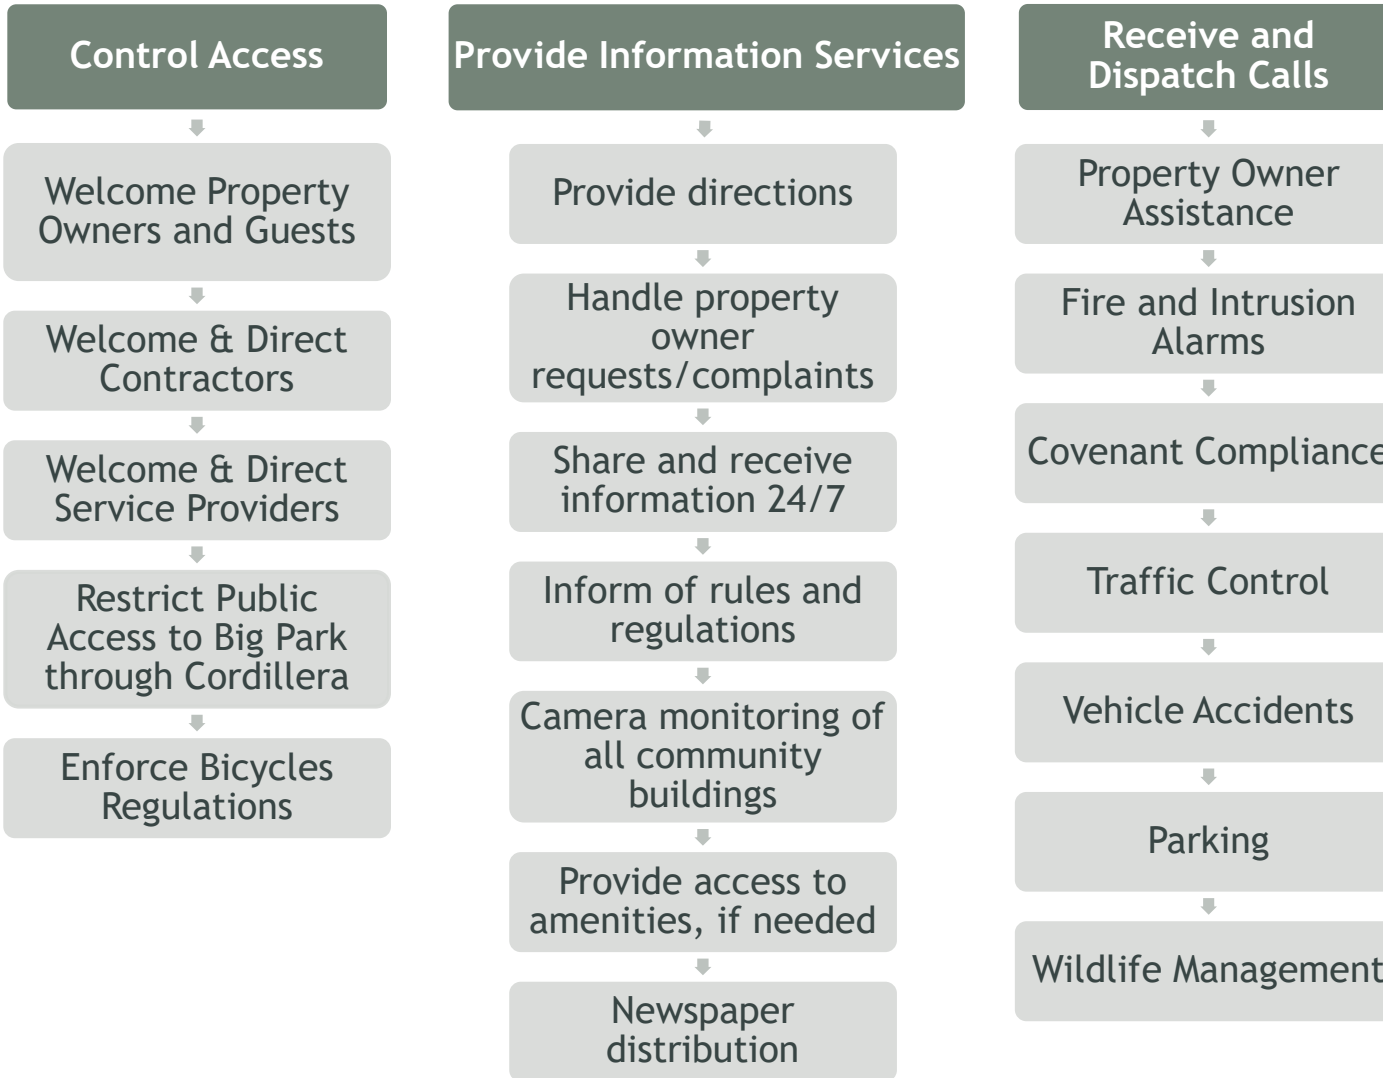 Control Access
Welcome Property
Owners and Guests
Welcome & Direct
Contractors
Welcome & Direct
Service Providers
Restrict Public
Access to Big Park
through Cordillera
Enforce Bicycles
Regulations
Provide Information Services
Provide directions
Handle property
owner
requests/complaints
Share and receive
information 24/7
Inform of rules and
regulations
Camera monitoring of
all community
buildings
Provide access to
amenities, if needed
Newspaper
distribution
Receive and
Dispatch Calls
Property Owner
Assistance
Fire and Intrusion
Alarms
Covenant Compliance
Traffic Control
Vehicle Accidents
Parking
Wildlife Management